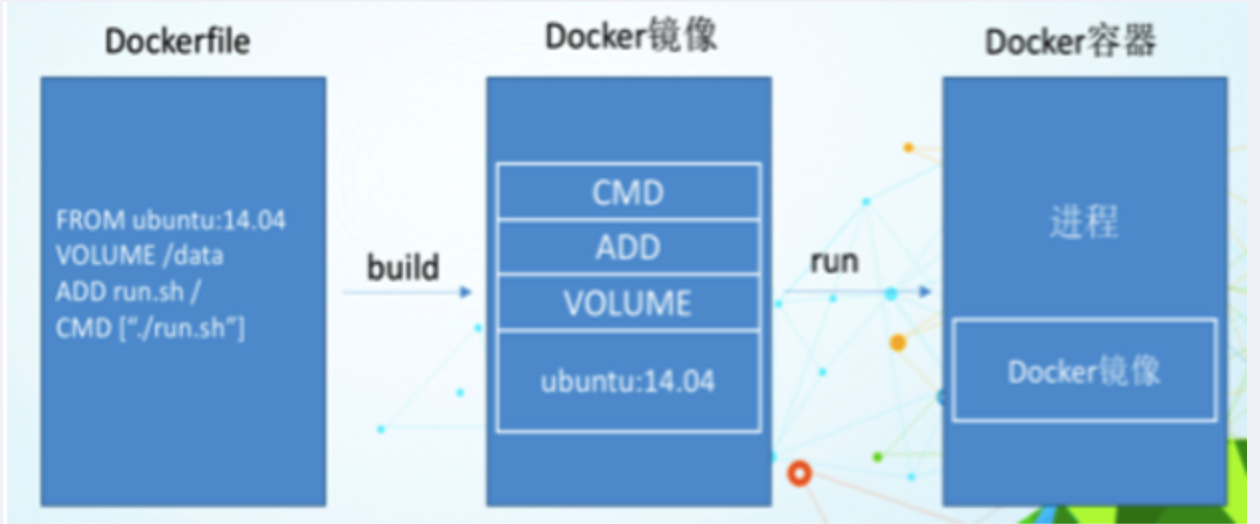 Dockerfile
FROM ubuntu:14.04
VOLUME /data
ADD run.sh /
CMD [“./run.sh”]
build
Docker镜像
CMD
ADD
VOLUME
ubuntu:14.04
run
Docker容器
进程
Docker镜像